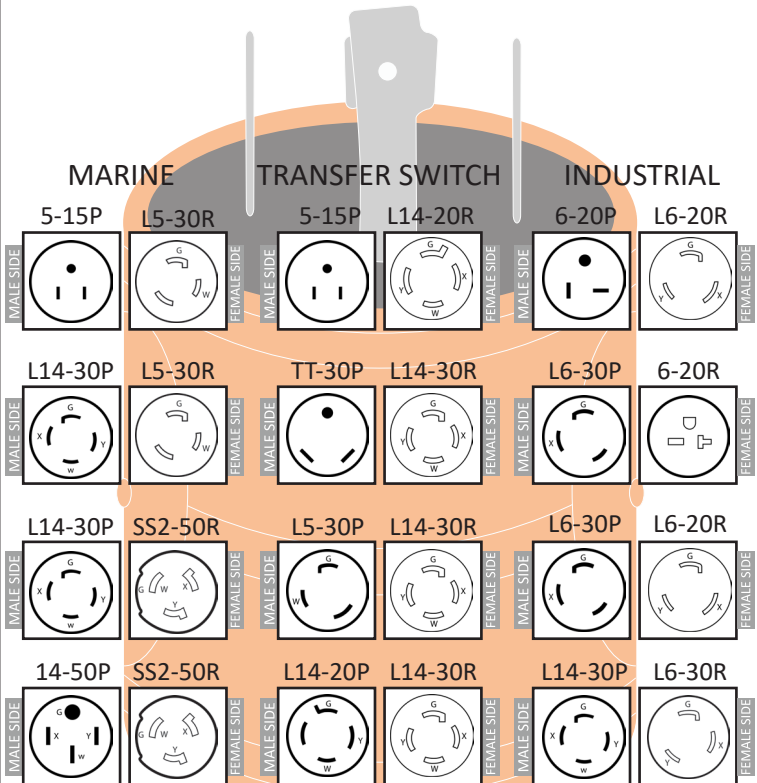 MARINE TRANSFER SWITCH INDUSTRIAL
5-15P L5-30R 5-15P L14-20R 6-20P L6-20R
MALE SIDE G W FEMALE SIDE MALE SIDE G Y X W FEMALE SIDE MALE SIDE G Y X FEMALE SIDE
L14-30P L5-30R TT-30P L14-30R L6-30P 6-20R
MALE SIDE G X Y W G W FEMALE SIDE MALE SIDE G Y X W FEMALE SIDE MALE SIDE G X FEMALE SIDE
L14-30P SS2-50R L5-30P L14-30R L6-30P L6-20R
MALE SIDE G X Y W G W X Y FEMALE SIDE MALE SIDE G W G Y X W FEMALE SIDE MALE SIDE G X G Y X FEMALE SIDE
14-50P SS2-50R L14-20P L14-30R L14-30P L6-30R
MALE SIDE G X Y W G W X Y FEMALE SIDE MALE SIDE G X Y W G Y X W FEMALE SIDE MALE SIDE G X Y W G Y X FEMALE SIDE